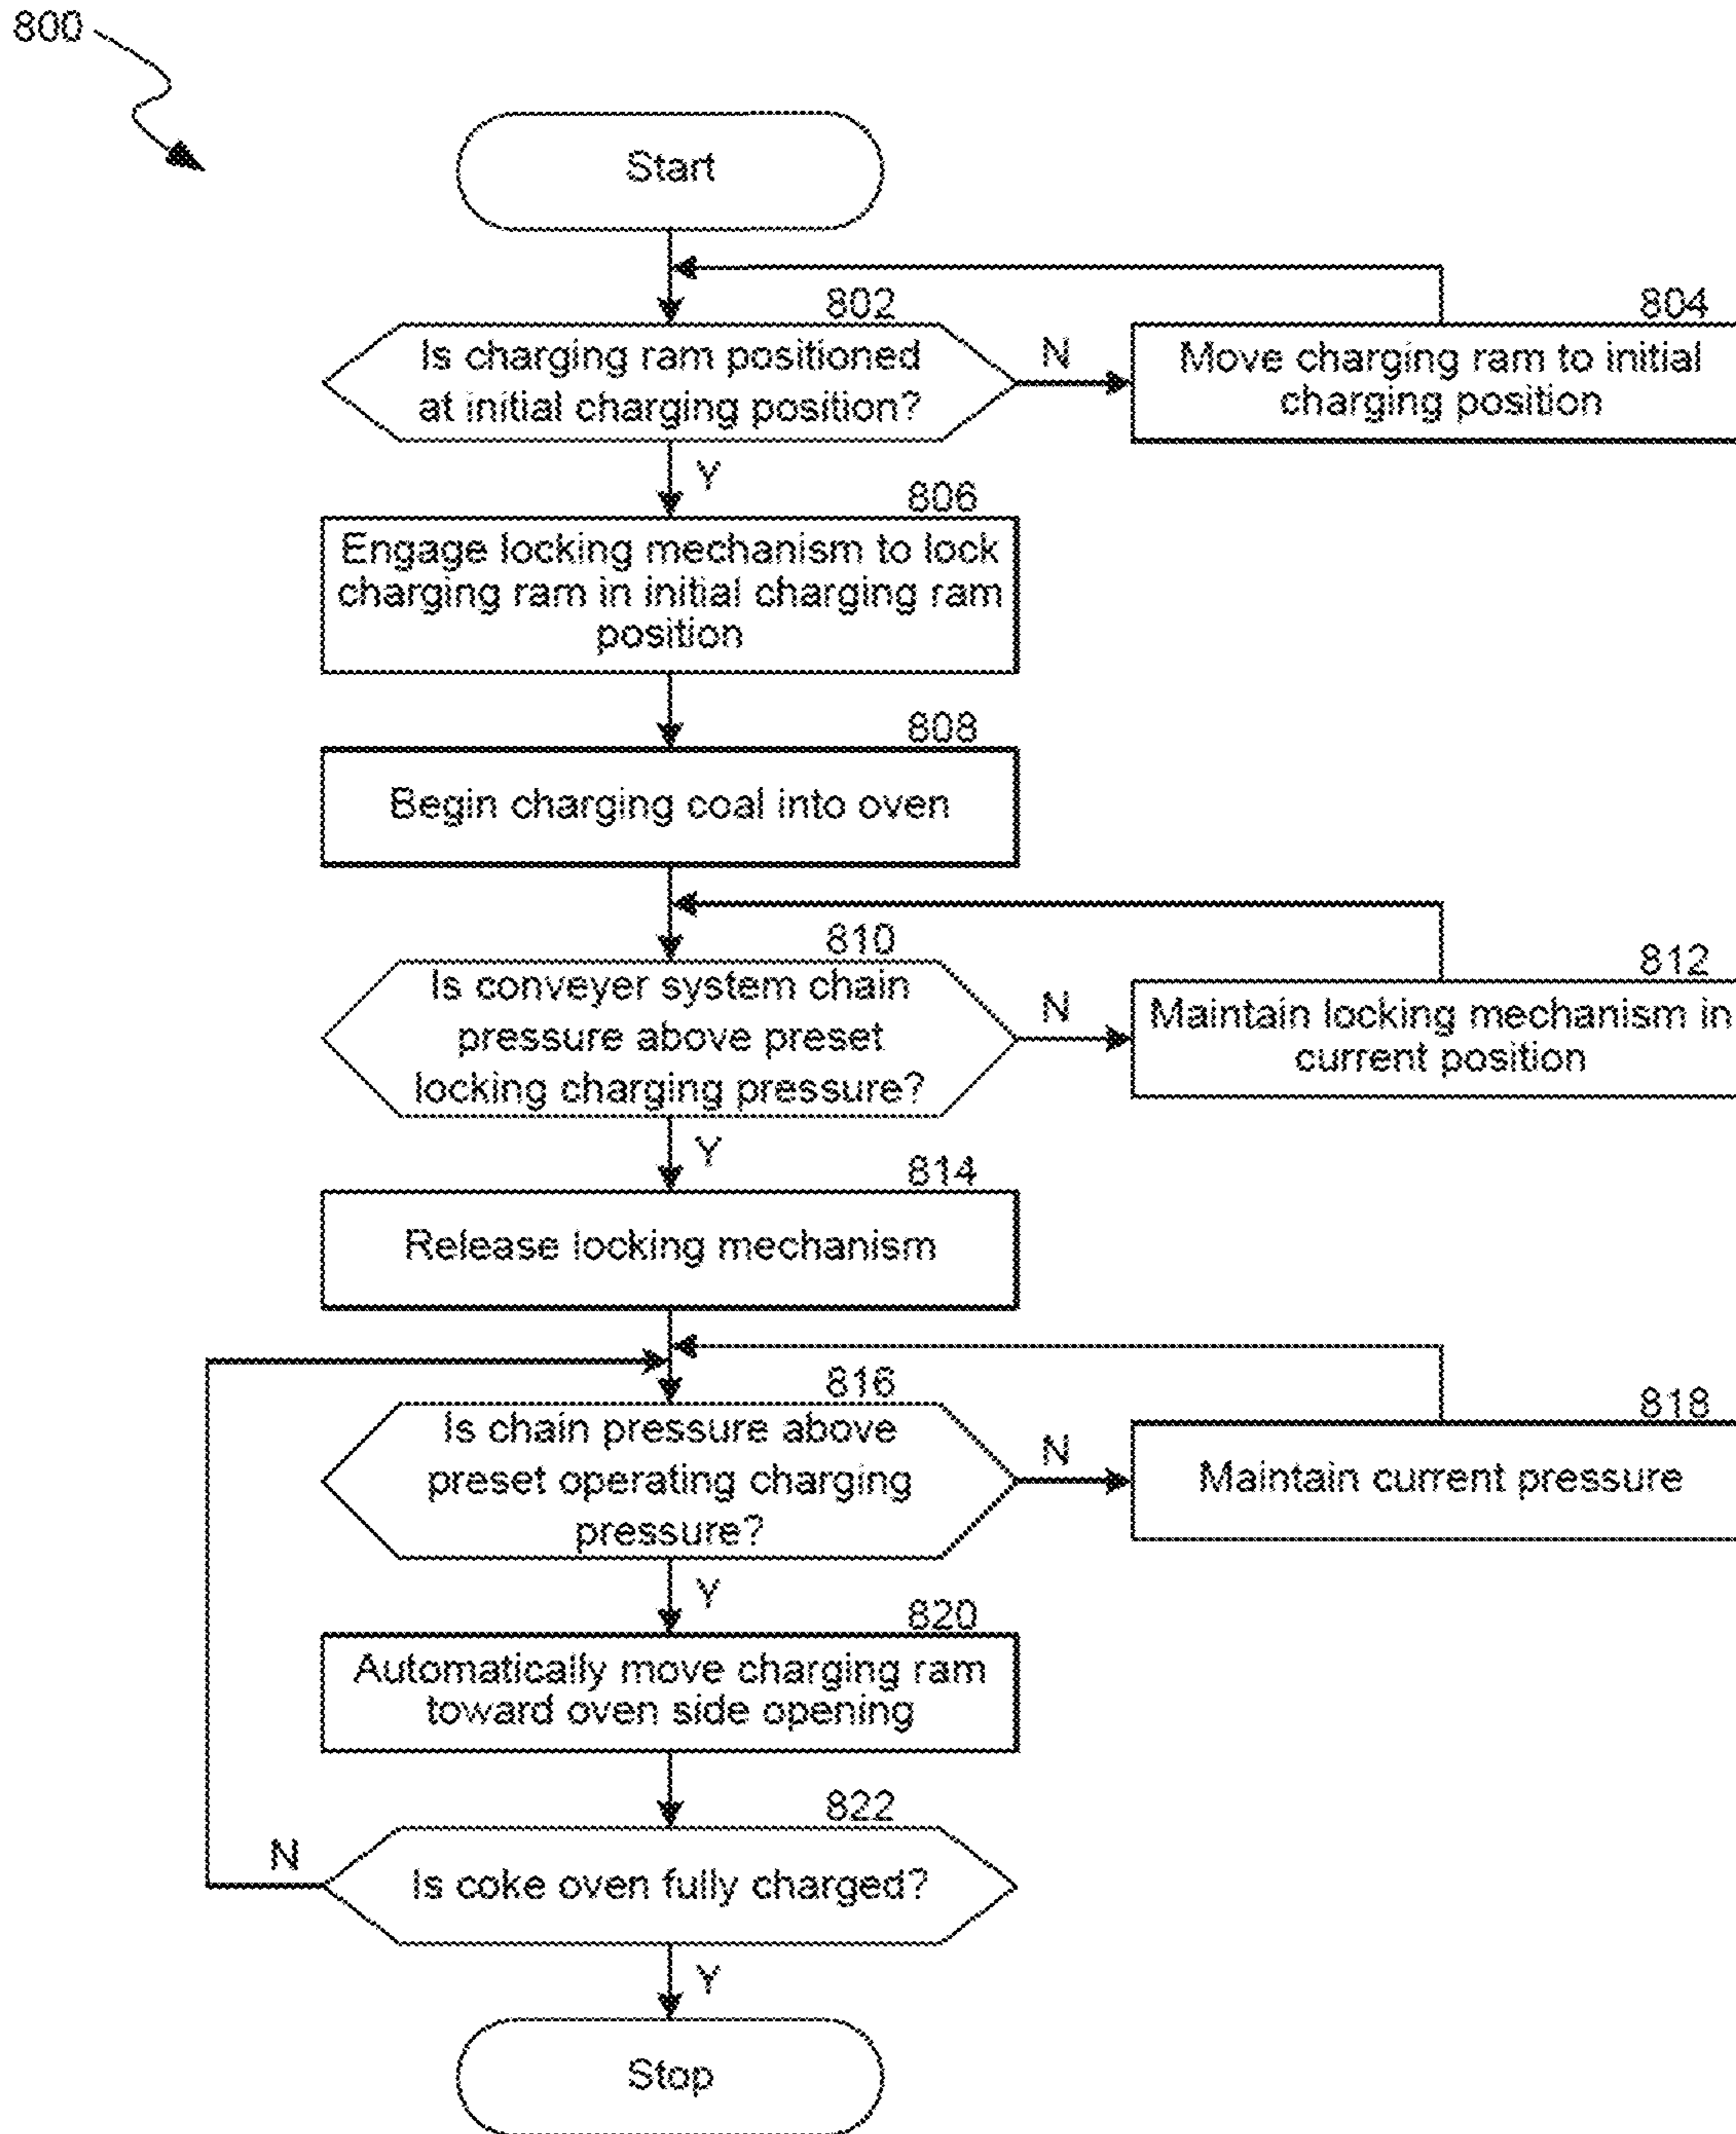 800
Start
802
Is charging ram positioned
at initial charging position?
N
804
Move charging ram to initial
charging position
Y
806
Engage locking mechanism to lock
charging ram in initial charging ram
position
808
Begin charging coal into oven
810
Is conveyer system chain
pressure above preset
locking charging pressure?
N
812
Maintain locking mechanism in
current position
Y
814
Release locking mechanism
816
Is chain pressure above
preset operating charging
pressure?
N
818
Maintain current pressure
Y
820
Automatically move charging ram
toward oven side opening
822
Is coke oven fully charged?
N
Y
Stop